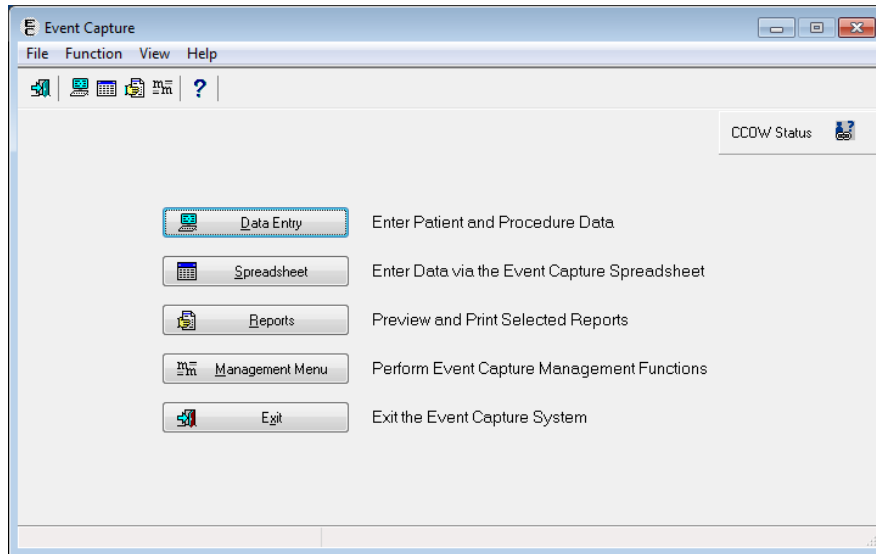 Event Capture
File Function View Help
?
CCOW Status
Data Entry Enter Patient and Procedure Data
Spreadsheet Enter Data via the Event Capture Spreadsheet
Reports Preview and Print Selected Reports
Management Menu Perform Event Capture Management Functions
Exit Exit the Event Capture System